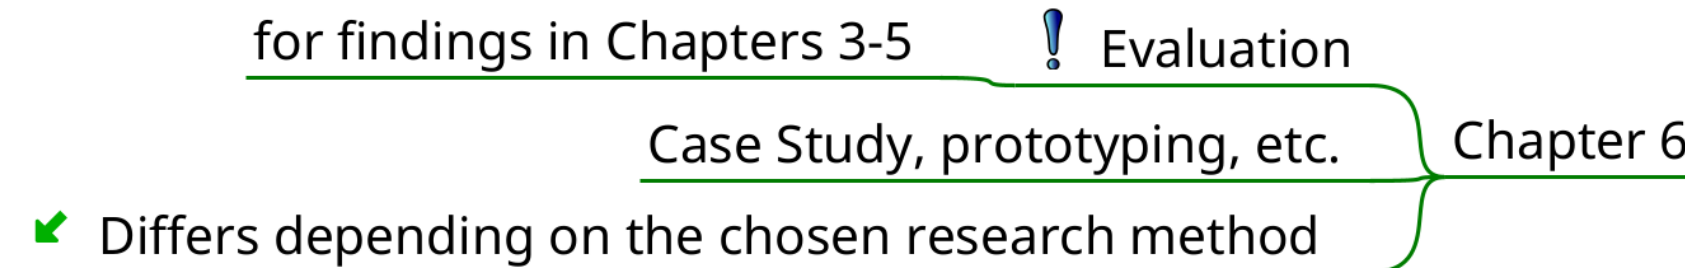 for findings in Chapters 3-5
Evaluation
Case Study, prototyping, etc.
Chapter 6
Differs depending on the chosen research method